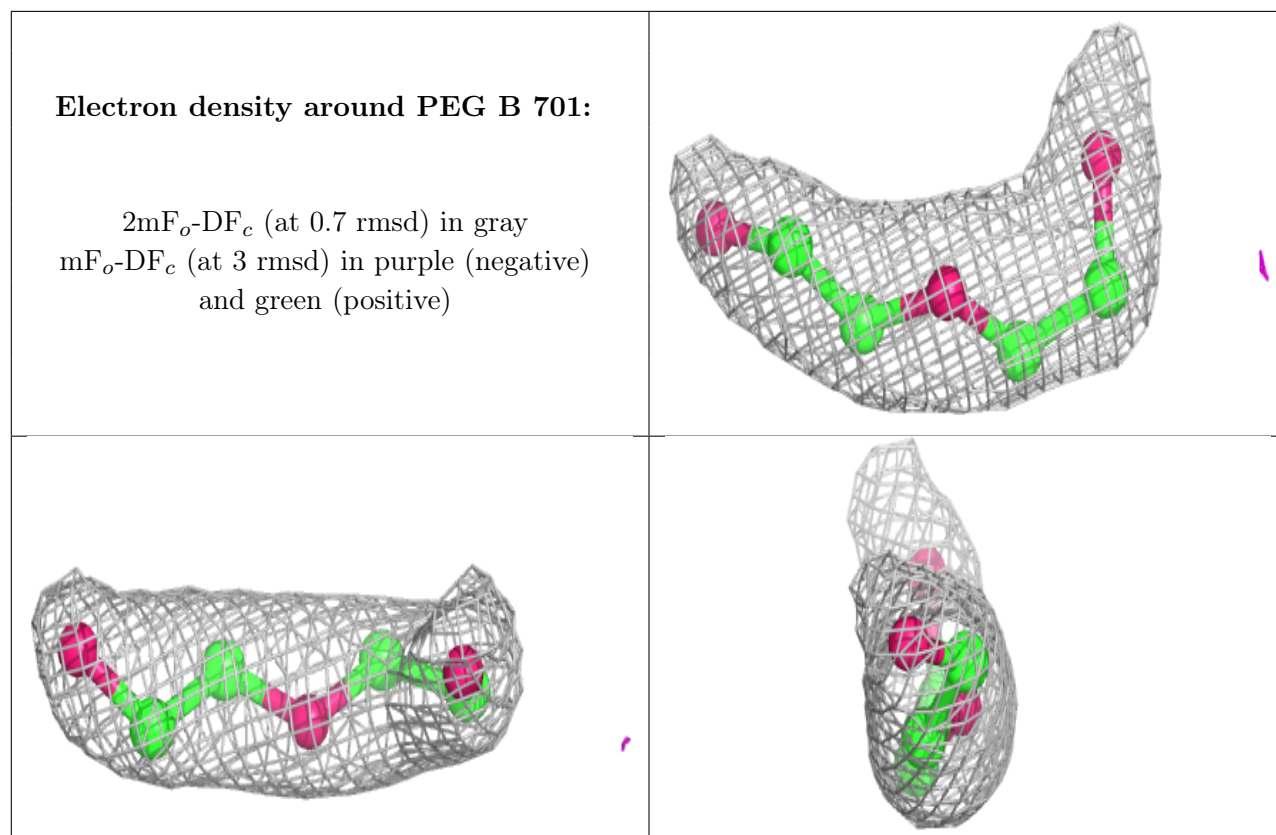 Electron density around PEG B 701:
2mFo-DFc (at 0.7 rmsd) in gray
mFo-DFc (at 3 rmsd) in purple (negative)
and green (positive)